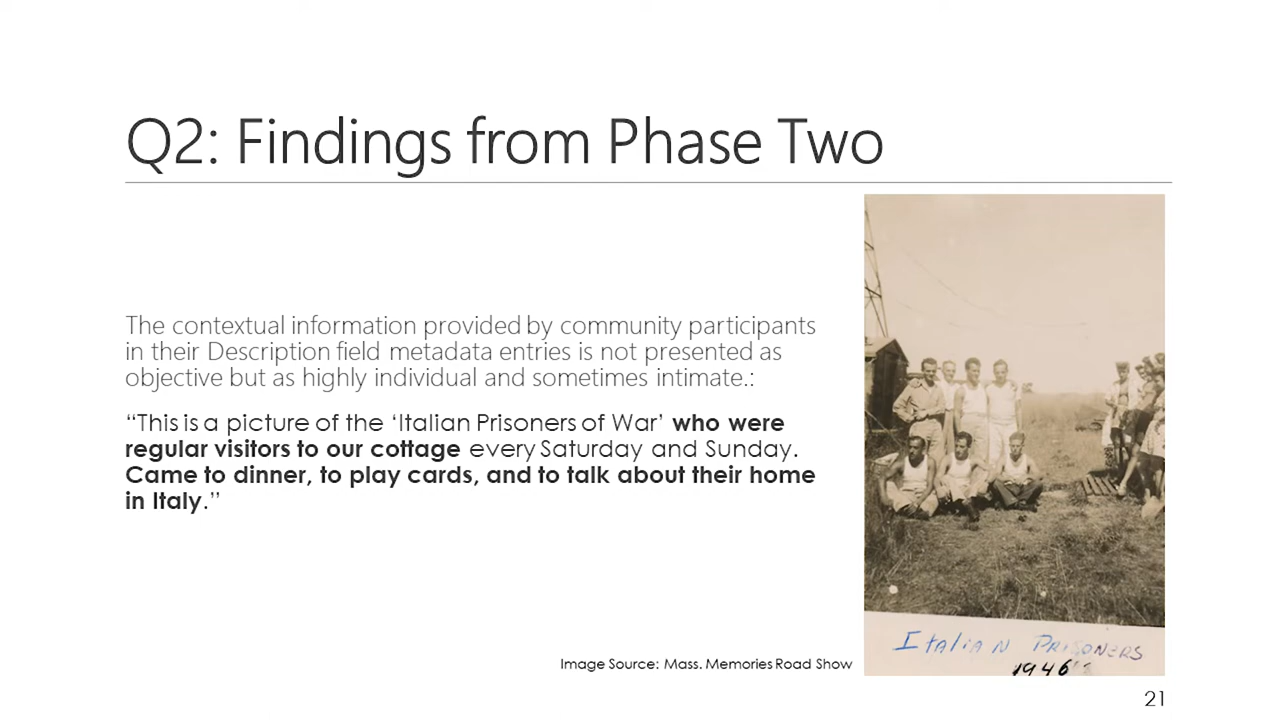 Q2: Findings from Phase Two
The contextual information provided by community participants
in their Description field metadata entries is not presented as
objective but as highly individual and sometimes intimate.:
“This is a picture of the ‘Italian Prisoners of War’ who were
regular visitors to our cottage every Saturday and Sunday.
Came to dinner, to play cards, and to talk about their home
in Italy.”
Italian Prisoners
1946
Image Source: Mass. Memories Road Show
21